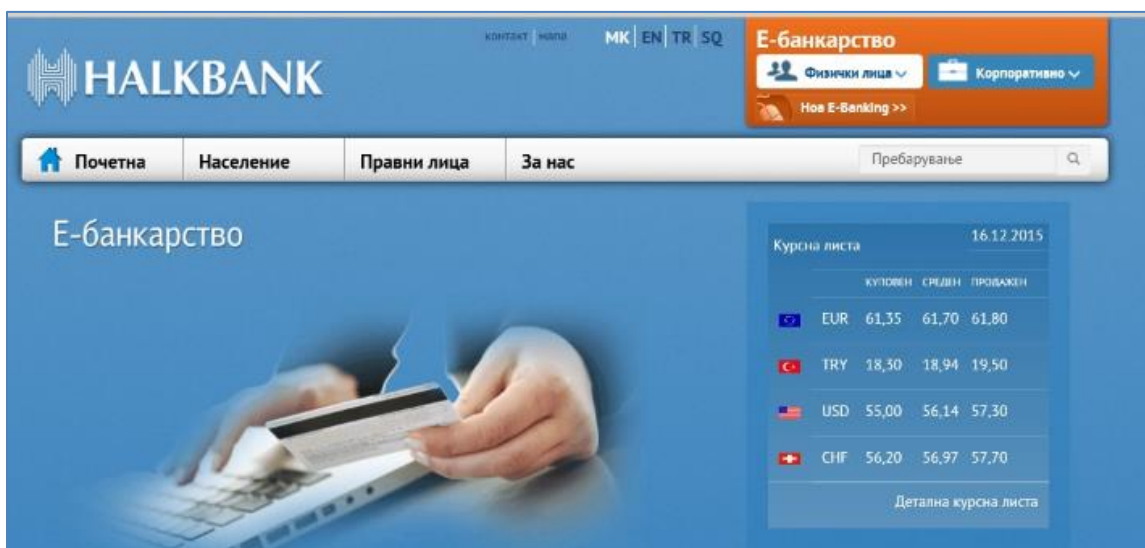 контакт | мапа MK | EN | TR | SQ
HALKBANK
Е-банкарство
Физички лица
Корпоративно
Нов E-Banking >>
Почетна
Население
Правни лица
За нас
Пребарување
Е-банкарство
Курсна листа 16.12.2015
КУПОВЕН СРЕДЕН ПРОДАЖЕН
EUR 61,35 61,70 61,80
TRY 18,30 18,94 19,50
USD 55,00 56,14 57,30
CHF 56,20 56,97 57,70
Детална курсна листа